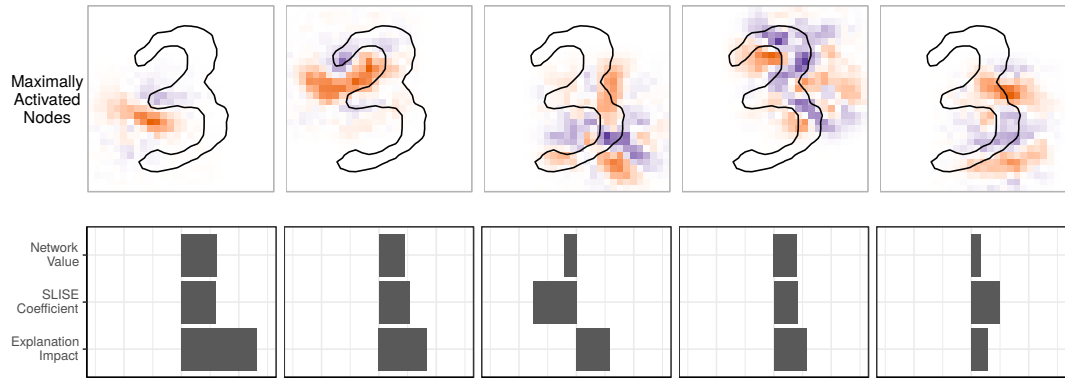 Maximally
Activated
Nodes
Network
Value
SLISE
Coefficient
Explanation
Impact